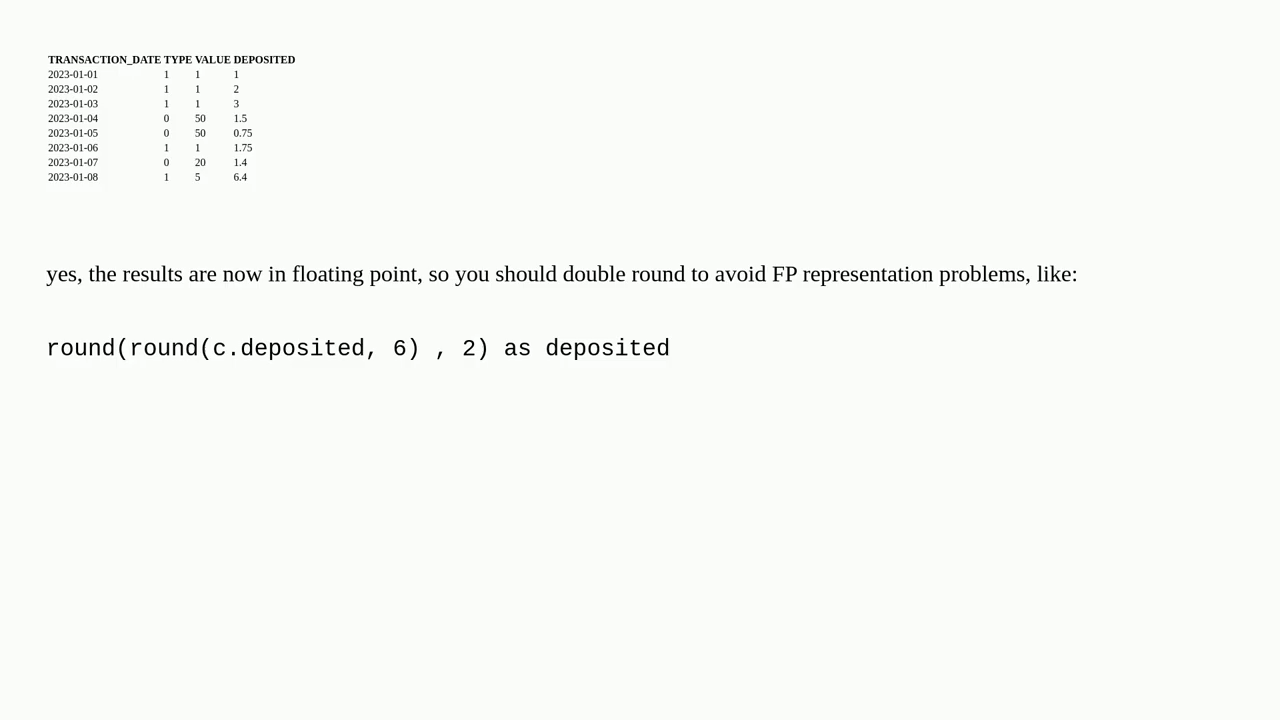 TRANSACTION_DATE TYPE VALUE DEPOSITED
2023-01-01 1 1 1
2023-01-02 1 1 2
2023-01-03 1 1 3
2023-01-04 0 50 1.5
2023-01-05 0 50 0.75
2023-01-06 1 1 1.75
2023-01-07 0 20 1.4
2023-01-08 1 5 6.4
yes, the results are now in floating point, so you should double round to avoid FP representation problems, like:
round(round(c.deposited, 6) , 2) as deposited